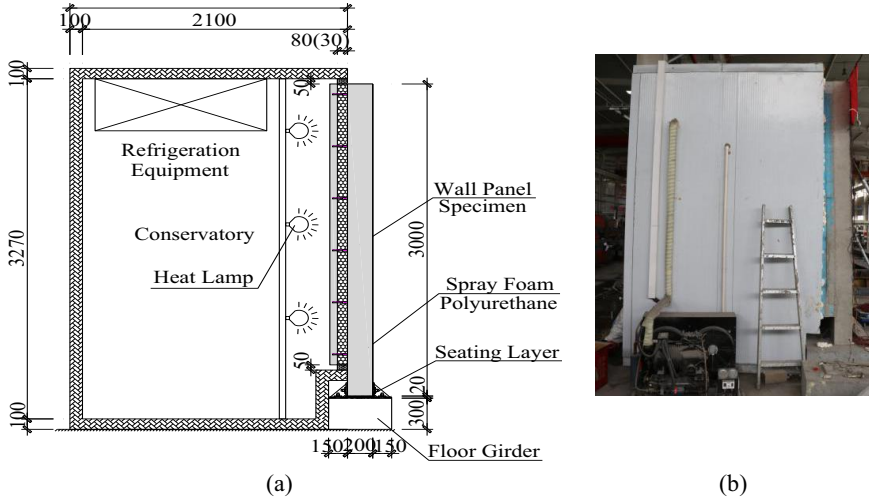 100
2100
80(30)
100
50
Refrigeration
Equipment
Wall Panel
Specimen
Conservatory
3270
3000
Heat Lamp
Spray Foam
Polyurethane
50
Seating Layer
20
100
300
150
200
150
Floor Girder
(a)
(b)